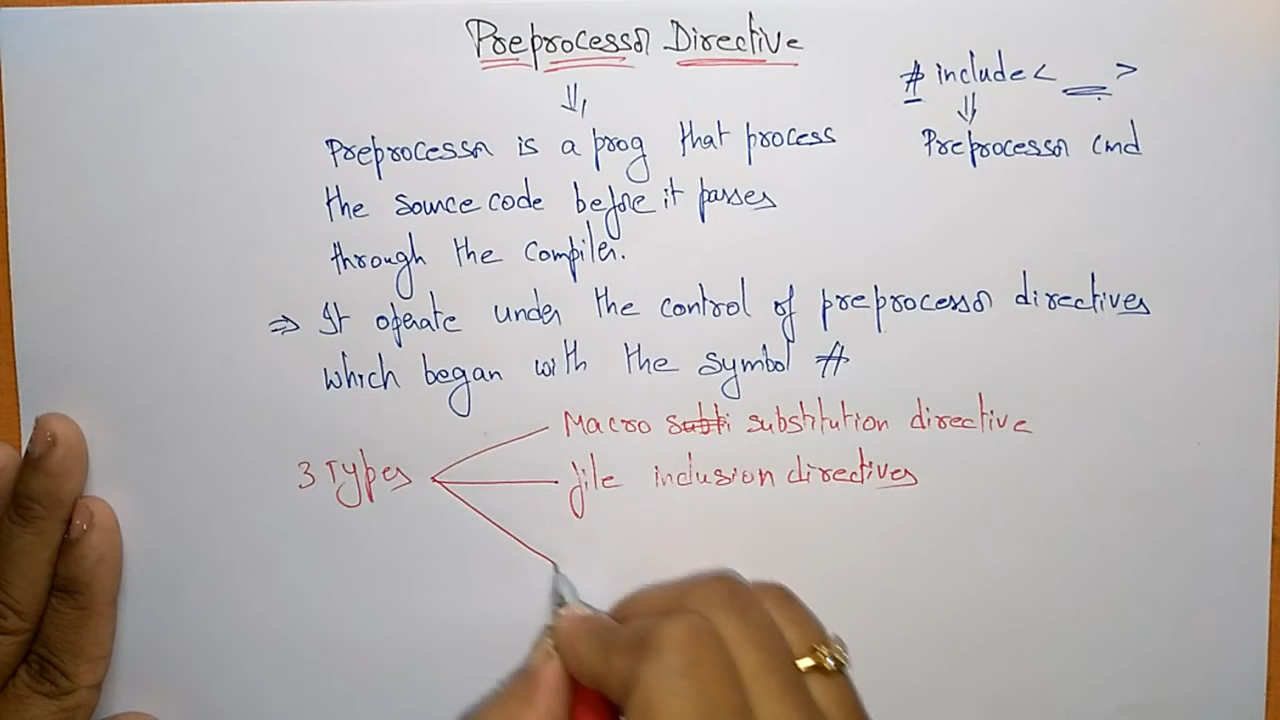 Preprocessor Directive
# include < __ >
Preprocessor cmd
Preprocessor is a prog that process
the source code before it passes
through the compiler.
⇒ It operate under the control of preprocessor directives
which began with the symbol #
3 Types
Macro substitution directive
file inclusion directives